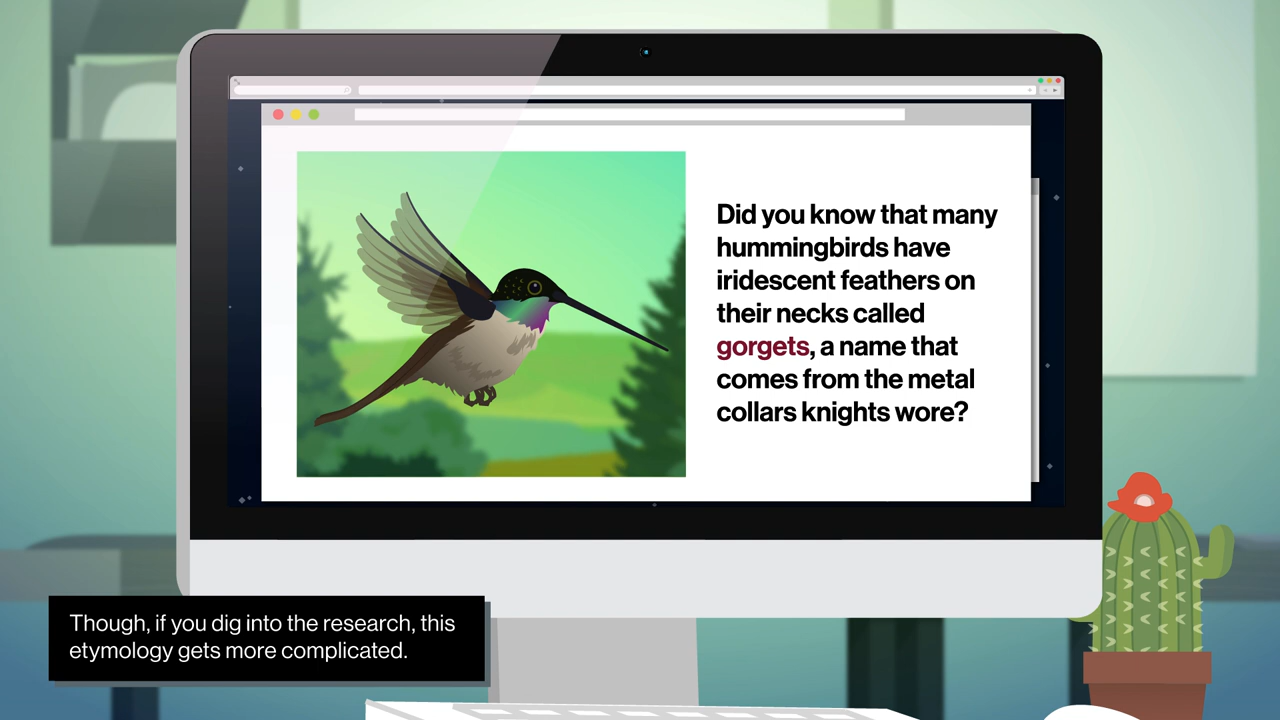 Did you know that many
hummingbirds have
iridescent feathers on
their necks called
gorgets, a name that
comes from the metal
collars knights wore?
Though, if you dig into the research, this
etymology gets more complicated.